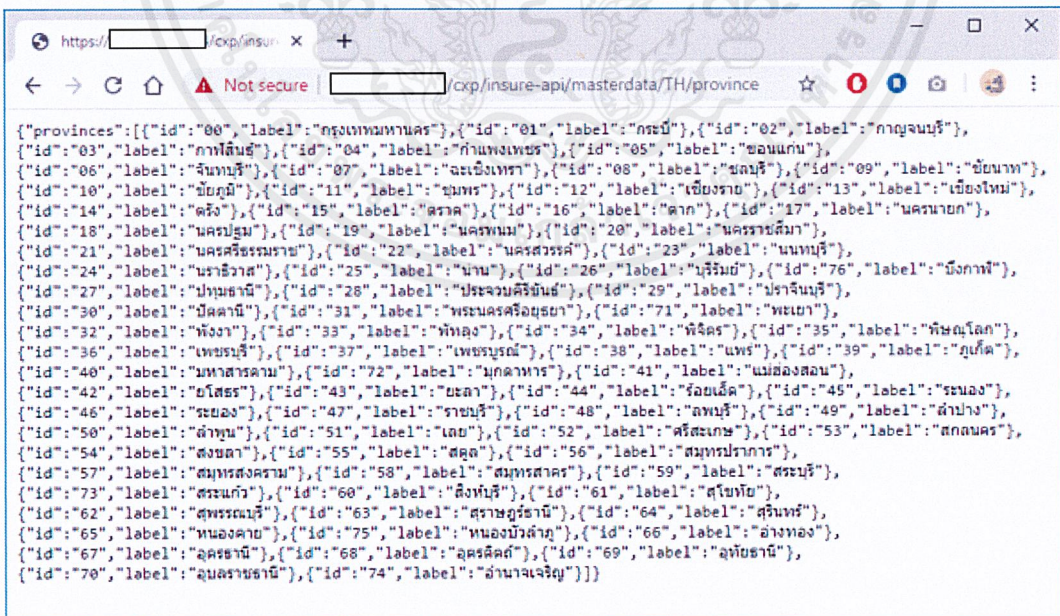 https:// /cxp/insur
Not secure | /cxp/insure-api/masterdata/TH/province
{"provinces":[{"id":"00","label":"กรุงเทพมหานคร"},{"id":"01","label":"กระบี่"},{"id":"02","label":"กาญจนบุรี"},
{"id":"03","label":"กาฬสินธุ์"},{"id":"04","label":"กำแพงเพชร"},{"id":"05","label":"ขอนแก่น"},
{"id":"06","label":"จันทบุรี"},{"id":"07","label":"ฉะเชิงเทรา"},{"id":"08","label":"ชลบุรี"},{"id":"09","label":"ชัยนาท"},
{"id":"10","label":"ชัยภูมิ"},{"id":"11","label":"ชุมพร"},{"id":"12","label":"เชียงราย"},{"id":"13","label":"เชียงใหม่"},
{"id":"14","label":"ตรัง"},{"id":"15","label":"ตราด"},{"id":"16","label":"ตาก"},{"id":"17","label":"นครนายก"},
{"id":"18","label":"นครปฐม"},{"id":"19","label":"นครพนม"},{"id":"20","label":"นครราชสีมา"},
{"id":"21","label":"นครศรีธรรมราช"},{"id":"22","label":"นครสวรรค์"},{"id":"23","label":"นนทบุรี"},
{"id":"24","label":"นราธิวาส"},{"id":"25","label":"น่าน"},{"id":"26","label":"บุรีรัมย์"},{"id":"76","label":"บึงกาฬ"},
{"id":"27","label":"ปทุมธานี"},{"id":"28","label":"ประจวบคีรีขันธ์"},{"id":"29","label":"ปราจีนบุรี"},
{"id":"30","label":"ปัตตานี"},{"id":"31","label":"พระนครศรีอยุธยา"},{"id":"71","label":"พะเยา"},
{"id":"32","label":"พังงา"},{"id":"33","label":"พัทลุง"},{"id":"34","label":"พิจิตร"},{"id":"35","label":"พิษณุโลก"},
{"id":"36","label":"เพชรบุรี"},{"id":"37","label":"เพชรบูรณ์"},{"id":"38","label":"แพร่"},{"id":"39","label":"ภูเก็ต"},
{"id":"40","label":"มหาสารคาม"},{"id":"72","label":"มุกดาหาร"},{"id":"41","label":"แม่ฮ่องสอน"},
{"id":"42","label":"ยโสธร"},{"id":"43","label":"ยะลา"},{"id":"44","label":"ร้อยเอ็ด"},{"id":"45","label":"ระนอง"},
{"id":"46","label":"ระยอง"},{"id":"47","label":"ราชบุรี"},{"id":"48","label":"ลพบุรี"},{"id":"49","label":"ลำปาง"},
{"id":"50","label":"ลำพูน"},{"id":"51","label":"เลย"},{"id":"52","label":"ศรีสะเกษ"},{"id":"53","label":"สกลนคร"},
{"id":"54","label":"สงขลา"},{"id":"55","label":"สตูล"},{"id":"56","label":"สมุทรปราการ"},
{"id":"57","label":"สมุทรสงคราม"},{"id":"58","label":"สมุทรสาคร"},{"id":"59","label":"สระบุรี"},
{"id":"73","label":"สระแก้ว"},{"id":"60","label":"สิงห์บุรี"},{"id":"61","label":"สุโขทัย"},
{"id":"62","label":"สุพรรณบุรี"},{"id":"63","label":"สุราษฎร์ธานี"},{"id":"64","label":"สุรินทร์"},
{"id":"65","label":"หนองคาย"},{"id":"75","label":"หนองบัวลำภู"},{"id":"66","label":"อ่างทอง"},
{"id":"67","label":"อุดรธานี"},{"id":"68","label":"อุตรดิตถ์"},{"id":"69","label":"อุทัยธานี"},
{"id":"70","label":"อุบลราชธานี"},{"id":"74","label":"อำนาจเจริญ"}]}